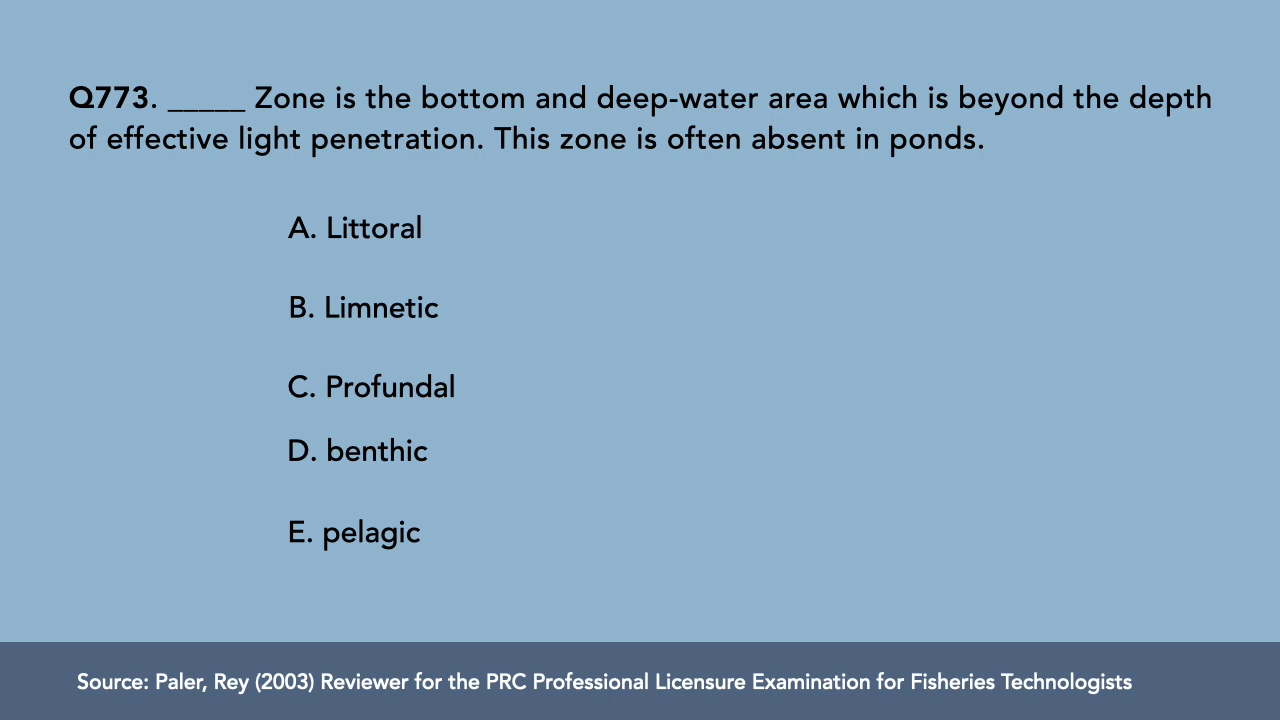 Q773. _____ Zone is the bottom and deep-water area which is beyond the depth
of effective light penetration. This zone is often absent in ponds.
A. Littoral
B. Limnetic
C. Profundal
D. benthic
E. pelagic
Source: Paler, Rey (2003) Reviewer for the PRC Professional Licensure Examination for Fisheries Technologists